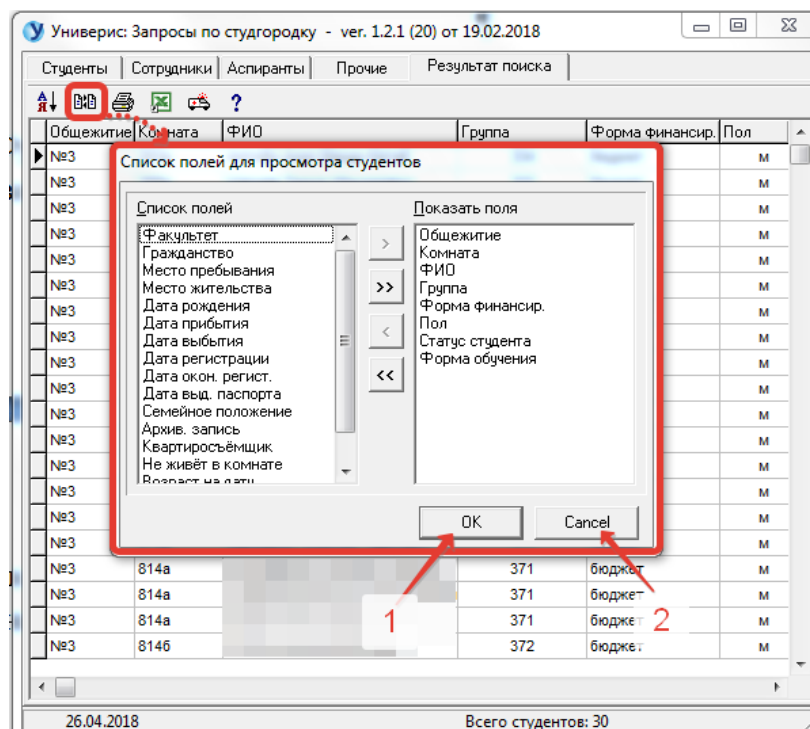 Универис: Запросы по студгородку - ver. 1.2.1 (20) от 19.02.2018
Студенты Сотрудники Аспиранты Прочие Результат поиска
Общежитие Комната ФИО Группа Форма финансир. Пол
№3 м
Список полей для просмотра студентов
№3 м
№3 м
Список полей Показать поля
№3 м
Факультет Общежитие
Гражданство Комната
№3 м
Место пребывания ФИО
Место жительства >> Группа
№3 м
Дата рождения Форма финансир.
№3 м
Дата прибытия Пол
Дата выбытия < Статус студента
№3 м
Дата регистрации Форма обучения
№3 м
Дата окон. регист. <<
Дата выд. паспорта
№3 м
Семейное положение
№3 м
Архив. запись
Квартиросъёмщик
№3 м
Не живёт в комнате
№3 м
Возраст на дату
№3 м
№3 м
OK Cancel
№3 м
№3 814а 371 бюджет м
№3 814а 371 бюджет м
№3 814а 371 бюджет м
1 2
№3 814б 372 бюджет м
26.04.2018 Всего студентов: 30